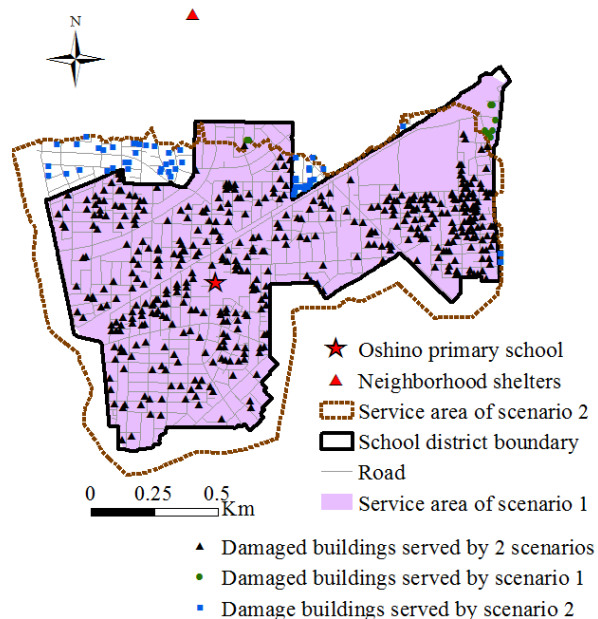 N
Oshino primary school
Neighborhood shelters
Service area of scenario 2
School district boundary
Road
Service area of scenario 1
0 0.25 0.5
Km
Damaged buildings served by 2 scenarios
Damaged buildings served by scenario 1
Damage buildings served by scenario 2